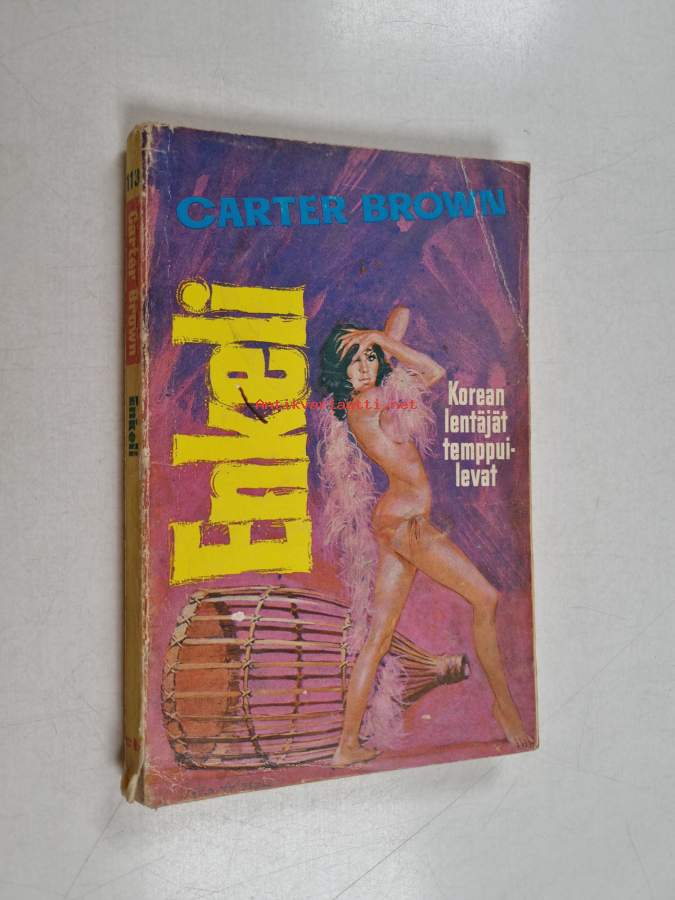 113
Carter Brown
Enkeli
CARTER BROWN
Enkeli
Korean
lentäjät
temppui-
levat
Antikvariaatti.net